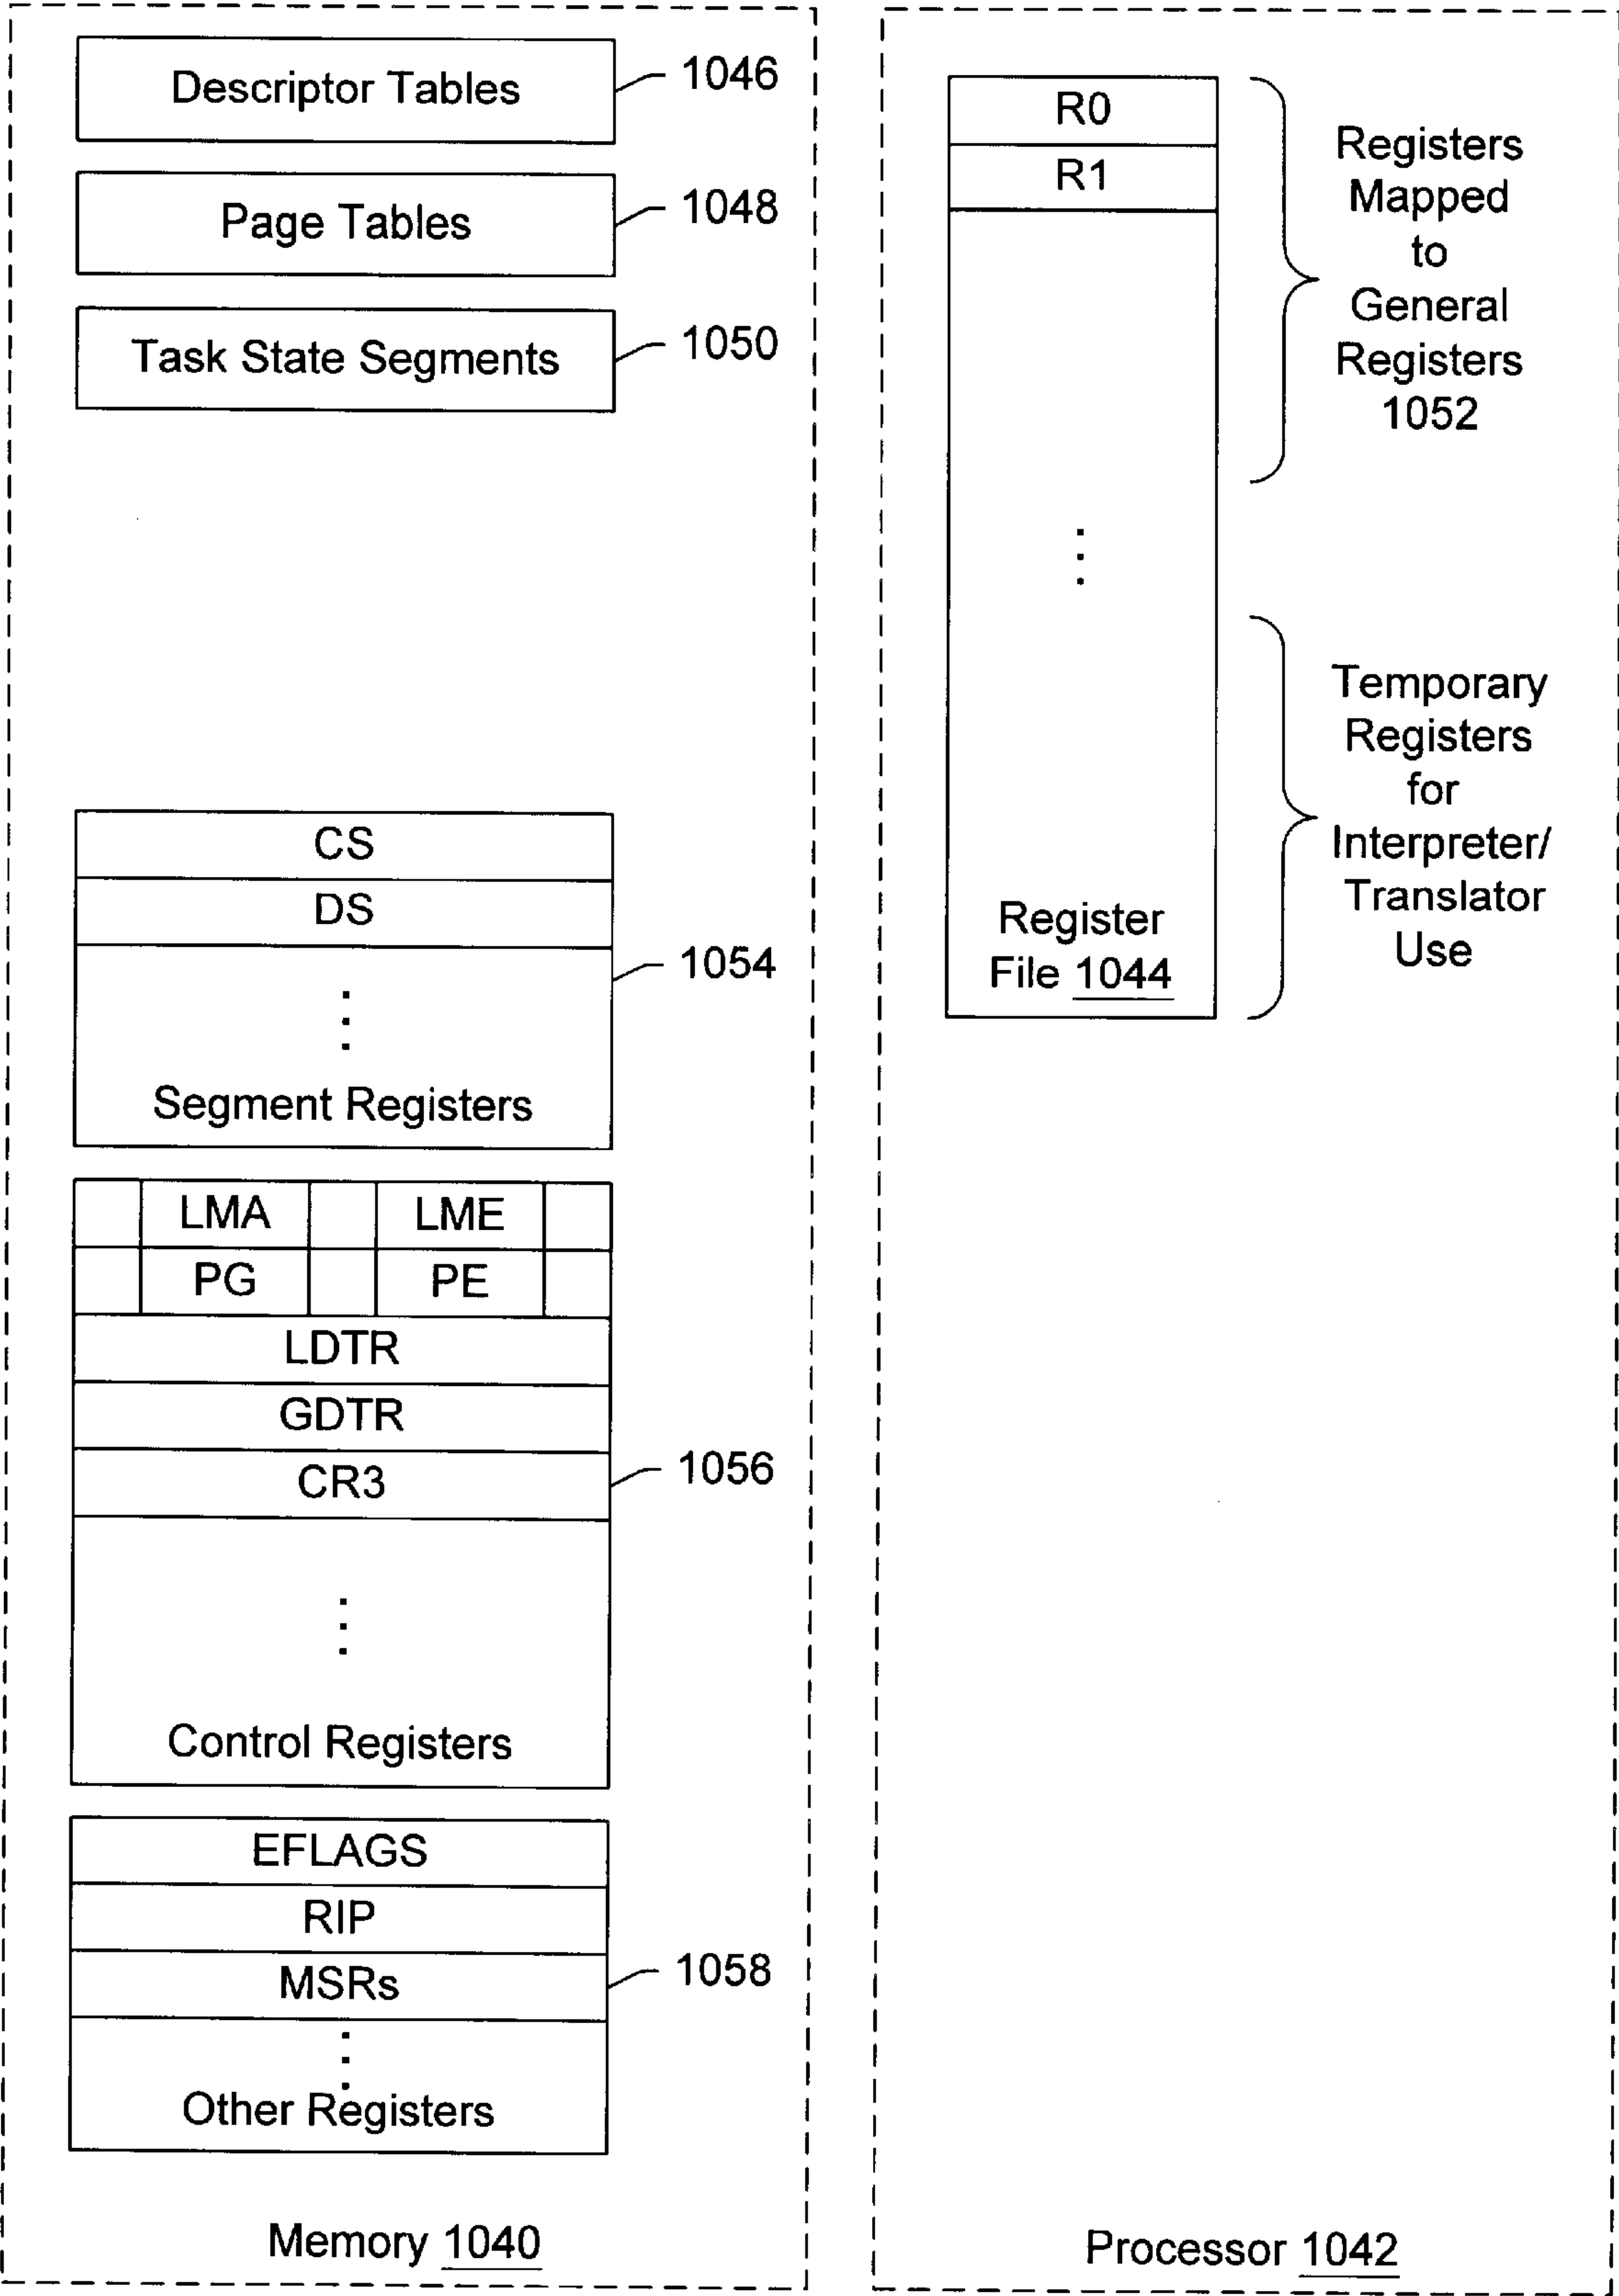 Descriptor Tables
1046
Page Tables
1048
Task State Segments
1050
CS
DS
1054
Segment Registers
LMA LME
PG PE
LDTR
GDTR
CR3
1056
Control Registers
EFLAGS
RIP
MSRs
1058
Other Registers
Memory 1040
R0
R1
Registers
Mapped
to
General
Registers
1052
Temporary
Registers
for
Interpreter/
Translator
Use
Register
File 1044
Processor 1042